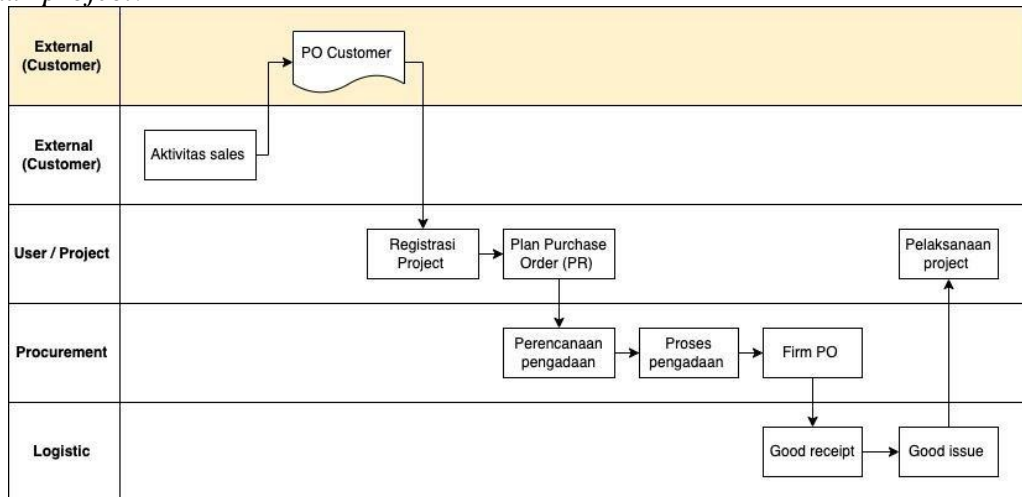 External
(Customer)
PO Customer
External
(Customer)
Aktivitas sales
User / Project
Registrasi
Project
Plan Purchase
Order (PR)
Pelaksanaan
project
Procurement
Perencanaan
pengadaan
Proses
pengadaan
Firm PO
Logistic
Good receipt
Good issue